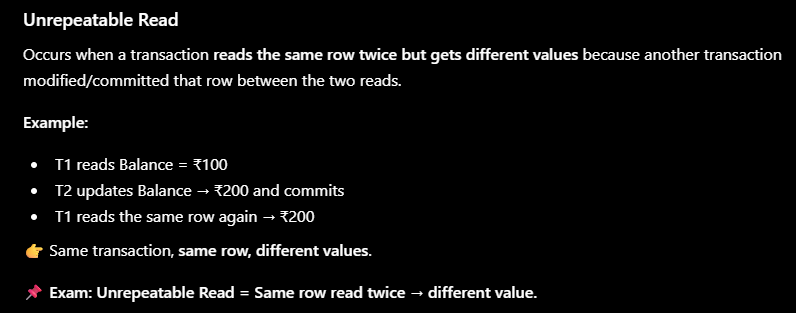 Unrepeatable Read
Occurs when a transaction reads the same row twice but gets different values because another transaction
modified/committed that row between the two reads.
Example:
• T1 reads Balance = ₹100
• T2 updates Balance → ₹200 and commits
• T1 reads the same row again → ₹200
👉 Same transaction, same row, different values.
📌 Exam: Unrepeatable Read = Same row read twice → different value.